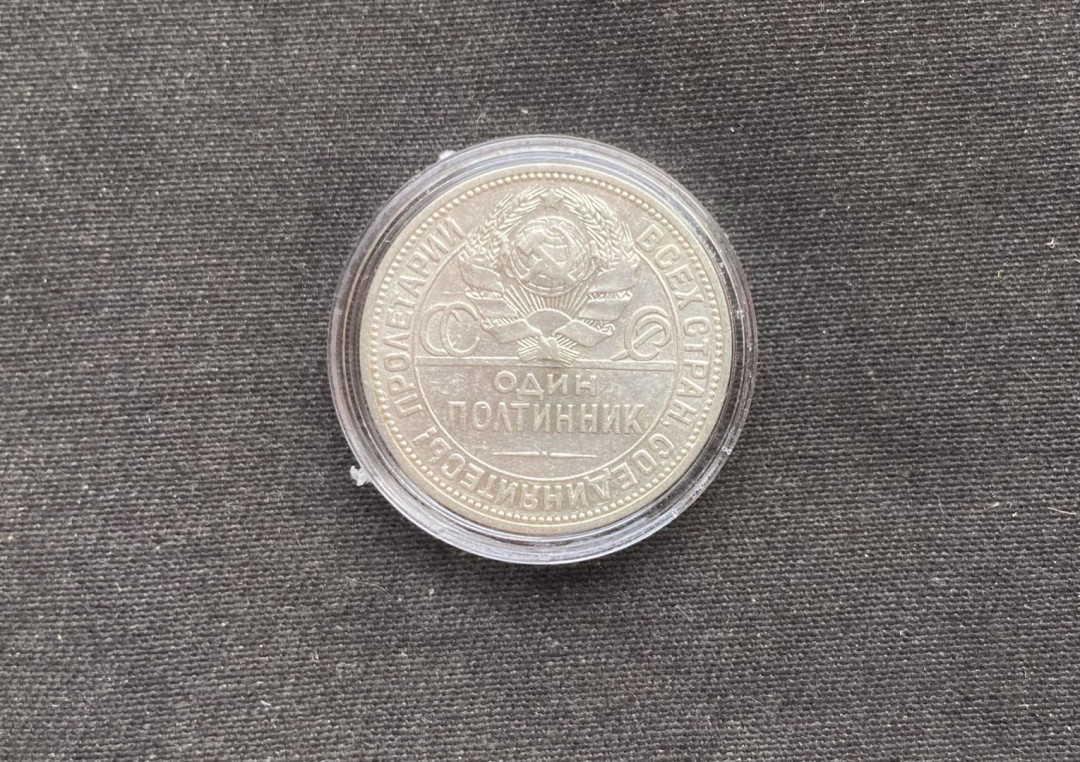 ПРОЛЕТАРИИ ВСЕХ СТРАН, СОЕДИНЯЙТЕСЬ!
СССР
ОДИН
ПОЛТИННИК